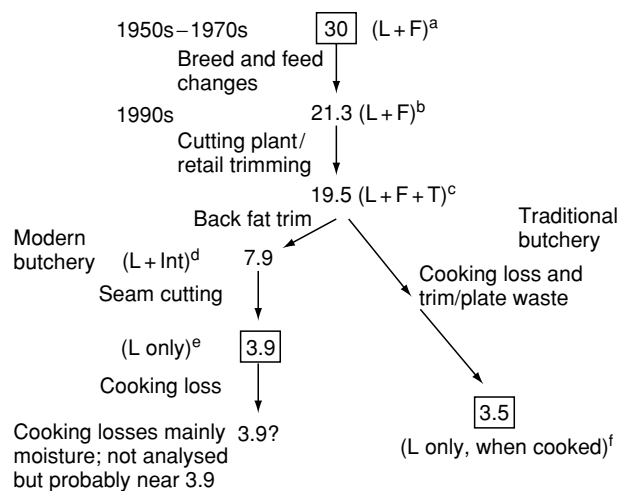 1950s–1970s
30 (L+F)a
Breed and feed
changes
1990s
21.3 (L+F)b
Cutting plant/
retail trimming
19.5 (L+F+T)c
Back fat trim
Traditional
butchery
Modern
butchery
(L+Int)d 7.9
Cooking loss and
trim/plate waste
Seam cutting
(L only)e 3.9
Cooking loss
3.5
(L only, when cooked)f
Cooking losses mainly 3.9?
moisture; not analysed
but probably near 3.9